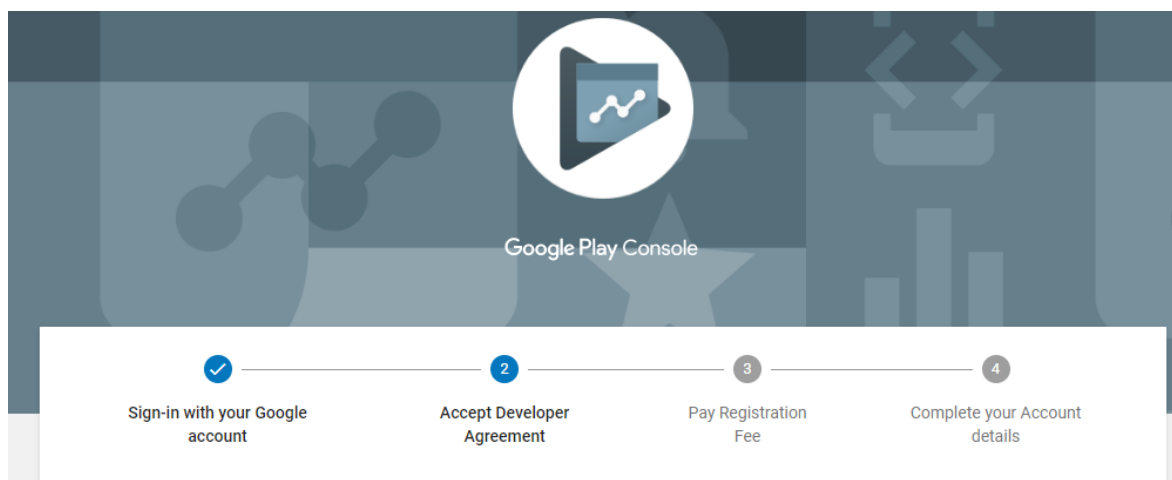 Google Play Console
2
3
4
Sign-in with your Google
account
Accept Developer
Agreement
Pay Registration
Fee
Complete your Account
details